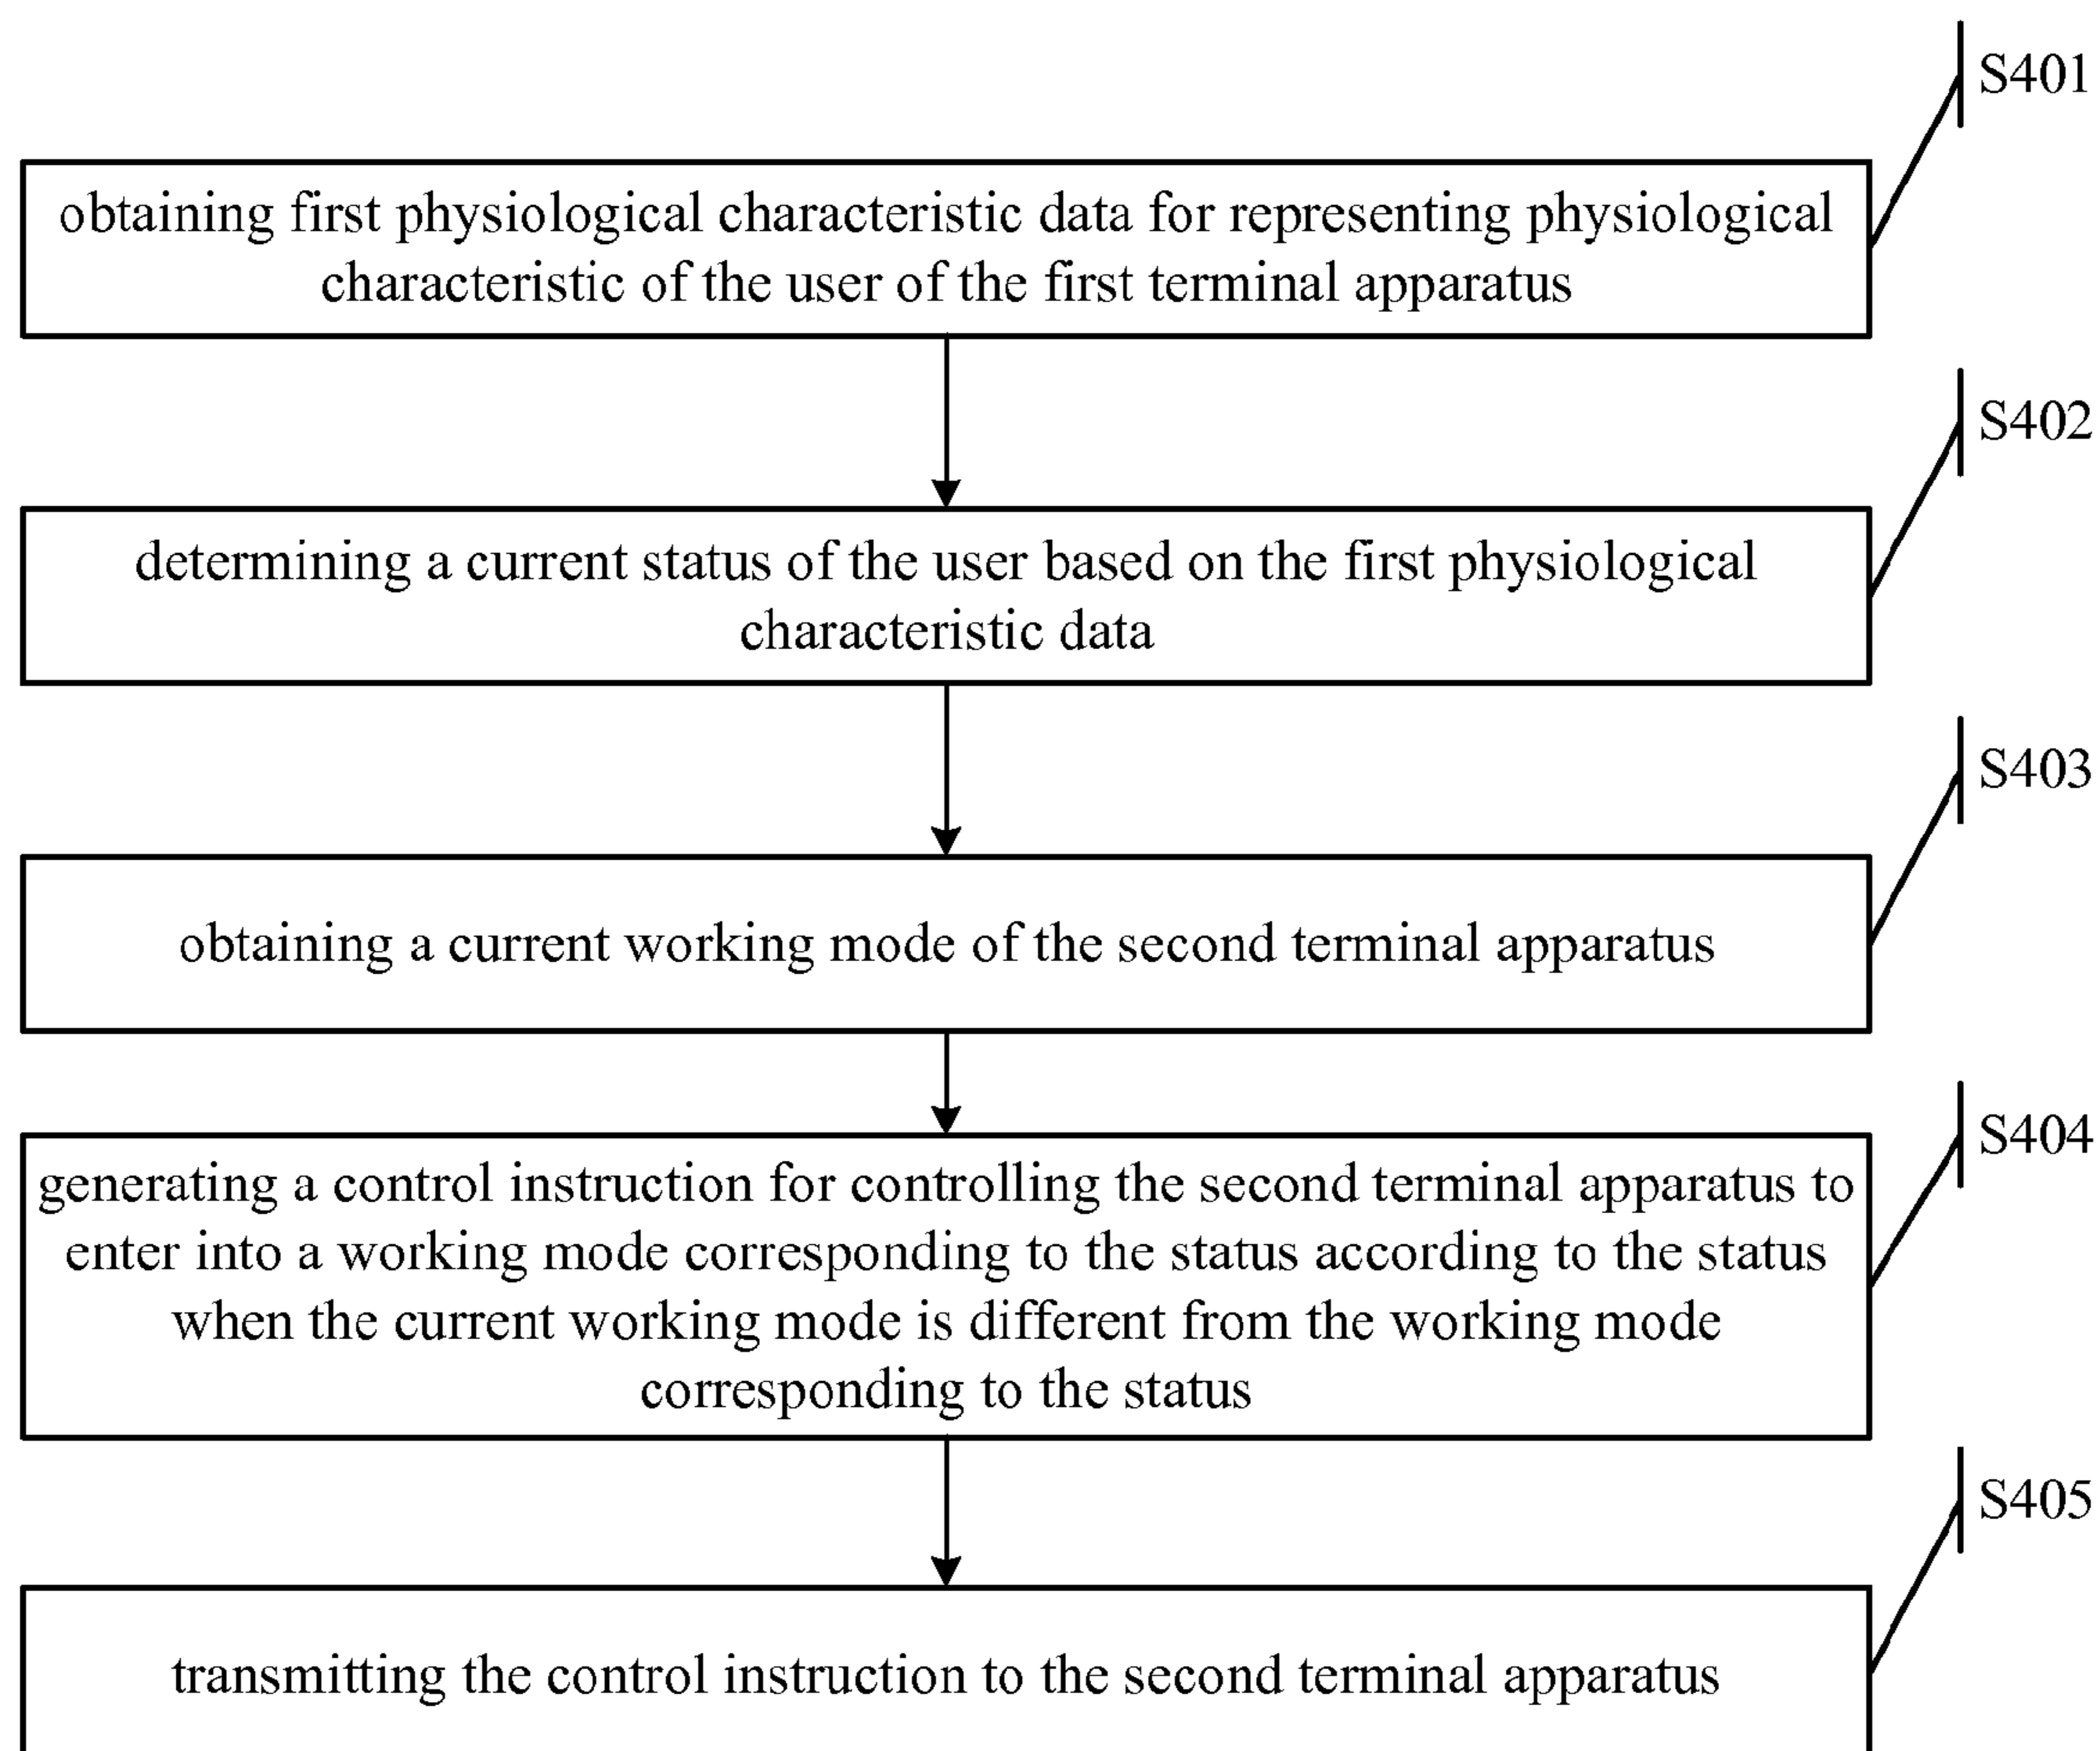 S401
obtaining first physiological characteristic data for representing physiological
characteristic of the user of the first terminal apparatus
S402
determining a current status of the user based on the first physiological
characteristic data
S403
obtaining a current working mode of the second terminal apparatus
S404
generating a control instruction for controlling the second terminal apparatus to
enter into a working mode corresponding to the status according to the status
when the current working mode is different from the working mode
corresponding to the status
S405
transmitting the control instruction to the second terminal apparatus